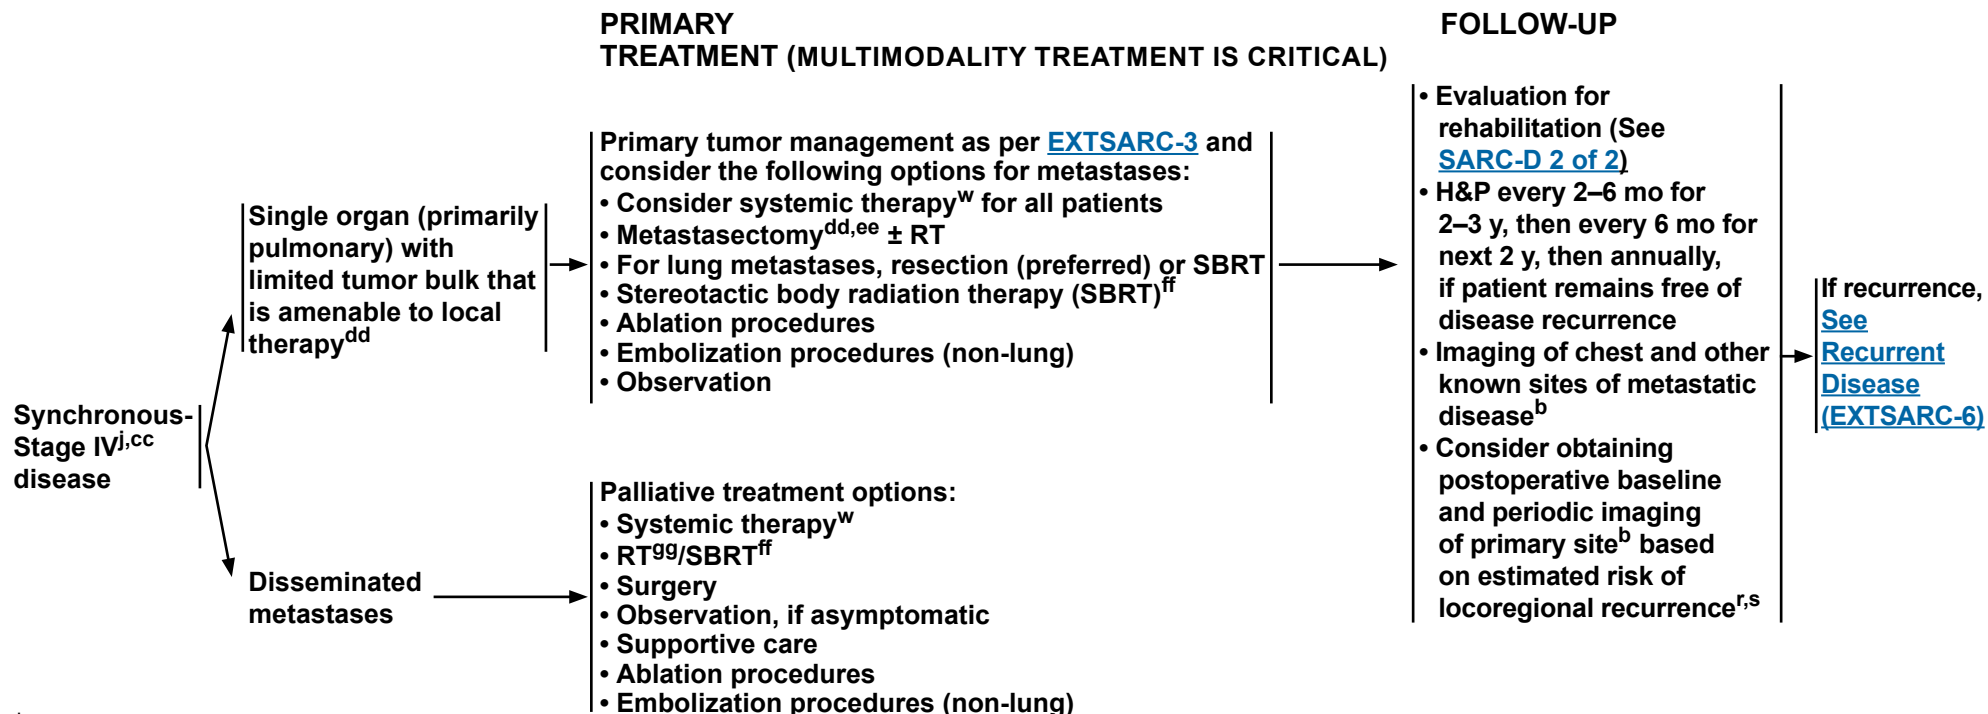 PRIMARY
TREATMENT (MULTIMODALITY TREATMENT IS CRITICAL)
FOLLOW-UP
Synchronous-
Stage IVj,cc
disease
Single organ (primarily
pulmonary) with
limited tumor bulk that
is amenable to local
therapydd
Primary tumor management as per EXTSARC-3 and
consider the following options for metastases:
• Consider systemic therapyw for all patients
• Metastasectomydd,ee ± RT
• For lung metastases, resection (preferred) or SBRT
• Stereotactic body radiation therapy (SBRT)ff
• Ablation procedures
• Embolization procedures (non-lung)
• Observation
Disseminated
metastases
Palliative treatment options:
• Systemic therapyw
• RTgg/SBRTff
• Surgery
• Observation, if asymptomatic
• Supportive care
• Ablation procedures
• Embolization procedures (non-lung)
• Evaluation for
rehabilitation (See
SARC-D 2 of 2)
• H&P every 2–6 mo for
2–3 y, then every 6 mo for
next 2 y, then annually,
if patient remains free of
disease recurrence
• Imaging of chest and other
known sites of metastatic
diseaseb
• Consider obtaining
postoperative baseline
and periodic imaging
of primary siteb based
on estimated risk of
locoregional recurrencer,s
If recurrence,
See
Recurrent
Disease
(EXTSARC-6)